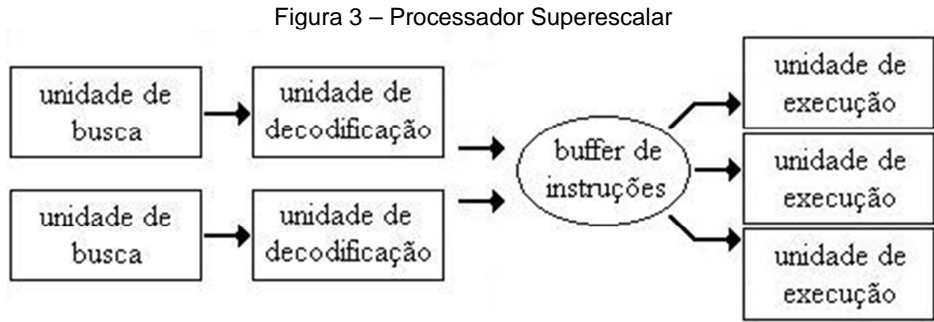 Figura 3 – Processador Superescalar
unidade de
busca
unidade de
decodificação
unidade de
busca
unidade de
decodificação
buffer de
instruções
unidade de
execução
unidade de
execução
unidade de
execução